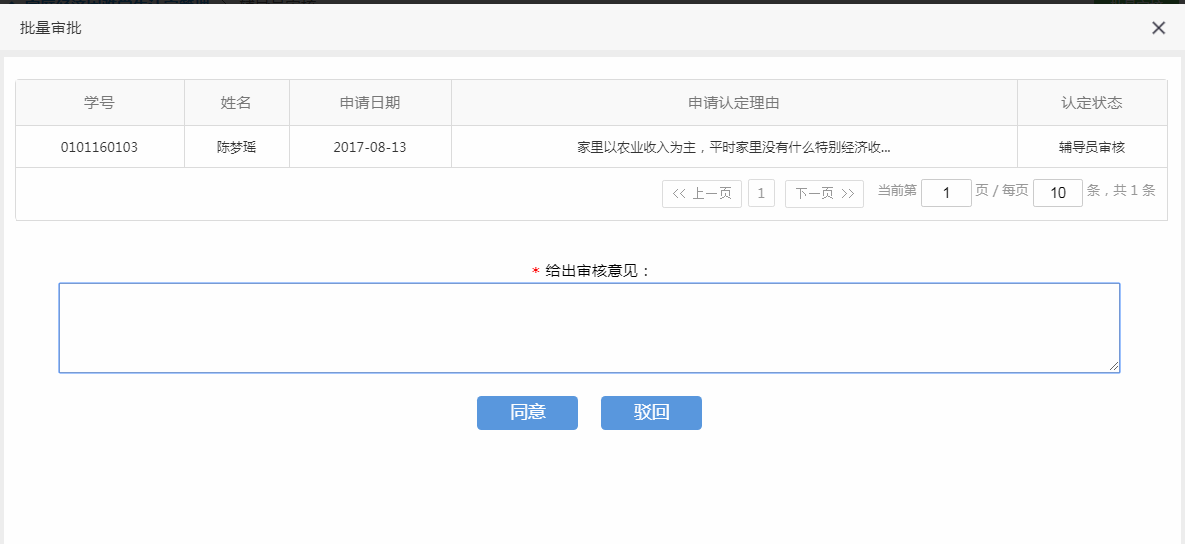 批量审批
学号 姓名 申请日期 申请认定理由 认定状态
0101160103 陈梦瑶 2017-08-13 家里以农业收入为主，平时家里没有什么特别经济收... 辅导员审核
<< 上一页 1 下一页 >> 当前第 1 页 / 每页 10 条，共 1 条
* 给出审核意见：
同意 驳回